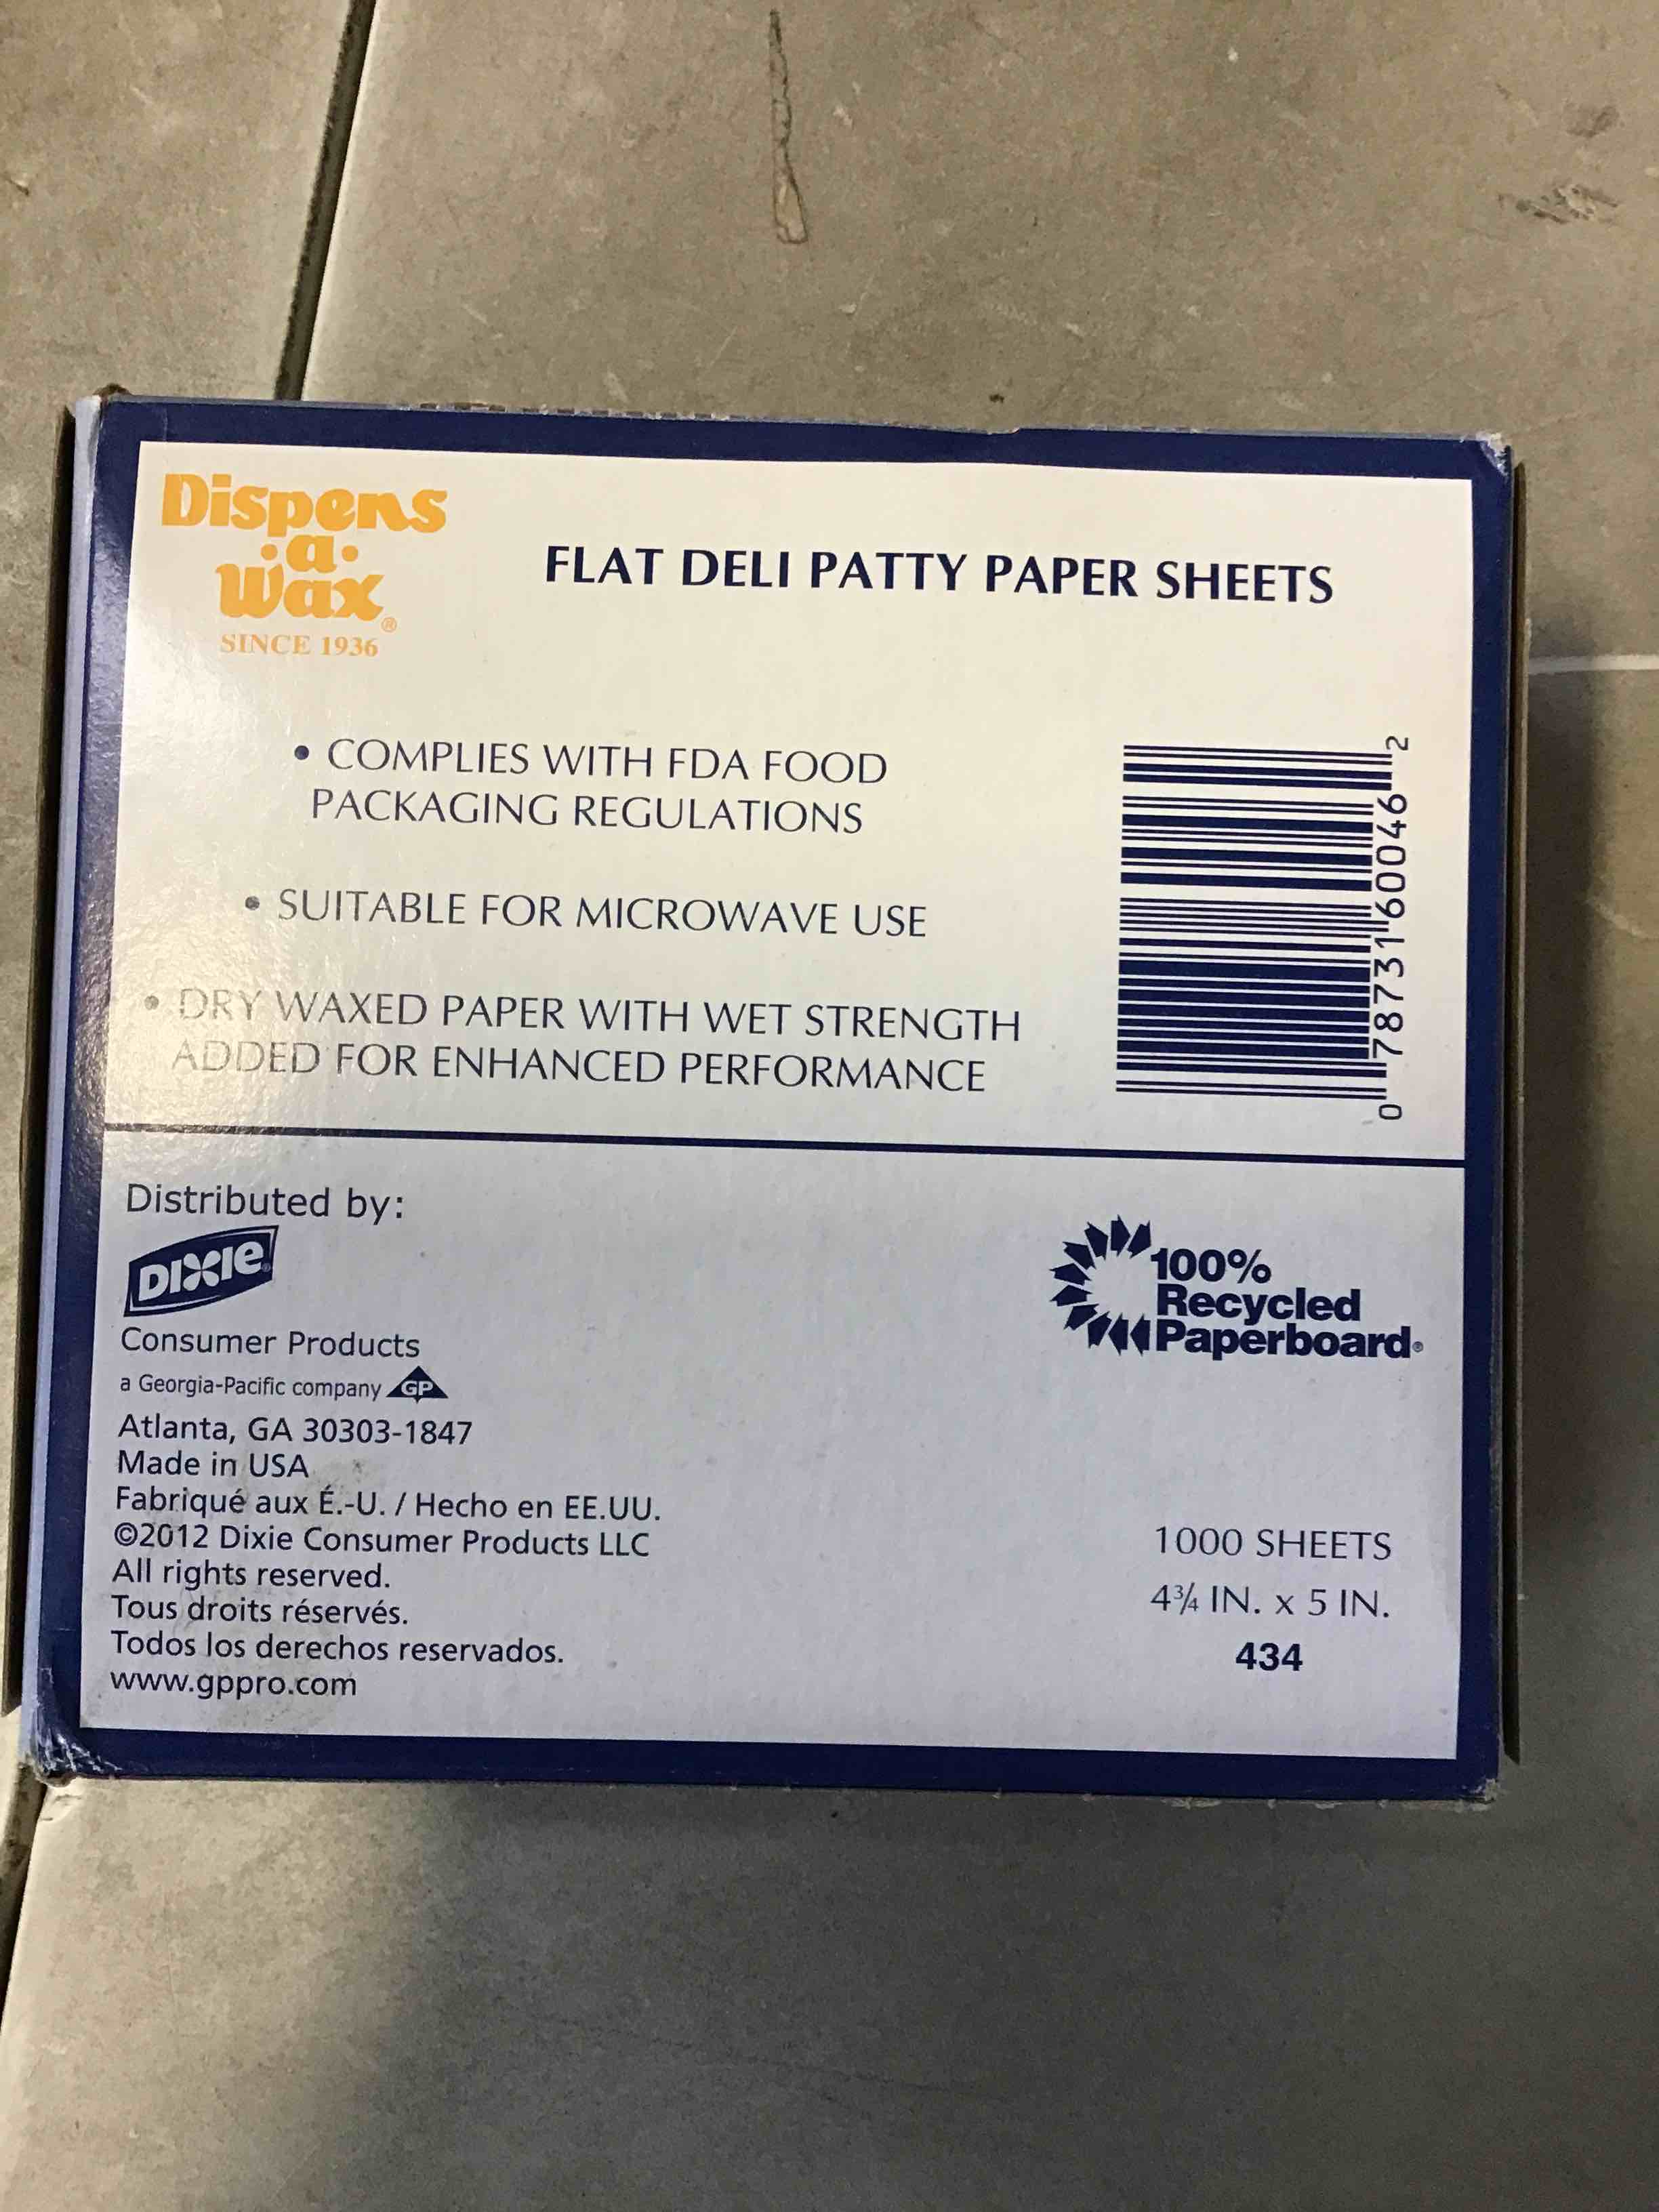 Dispens
·a·
Wax®
SINCE 1936
FLAT DELI PATTY PAPER SHEETS
• COMPLIES WITH FDA FOOD
PACKAGING REGULATIONS
• SUITABLE FOR MICROWAVE USE
• DRY WAXED PAPER WITH WET STRENGTH
ADDED FOR ENHANCED PERFORMANCE
0 78731 60046 2
Distributed by:
DIXIE®
Consumer Products
a Georgia-Pacific company GP
Atlanta, GA 30303-1847
Made in USA
Fabriqué aux É.-U. / Hecho en EE.UU.
©2012 Dixie Consumer Products LLC
All rights reserved.
Tous droits réservés.
Todos los derechos reservados.
www.gppro.com
100%
Recycled
Paperboard®
1000 SHEETS
4¾ IN. x 5 IN.
434